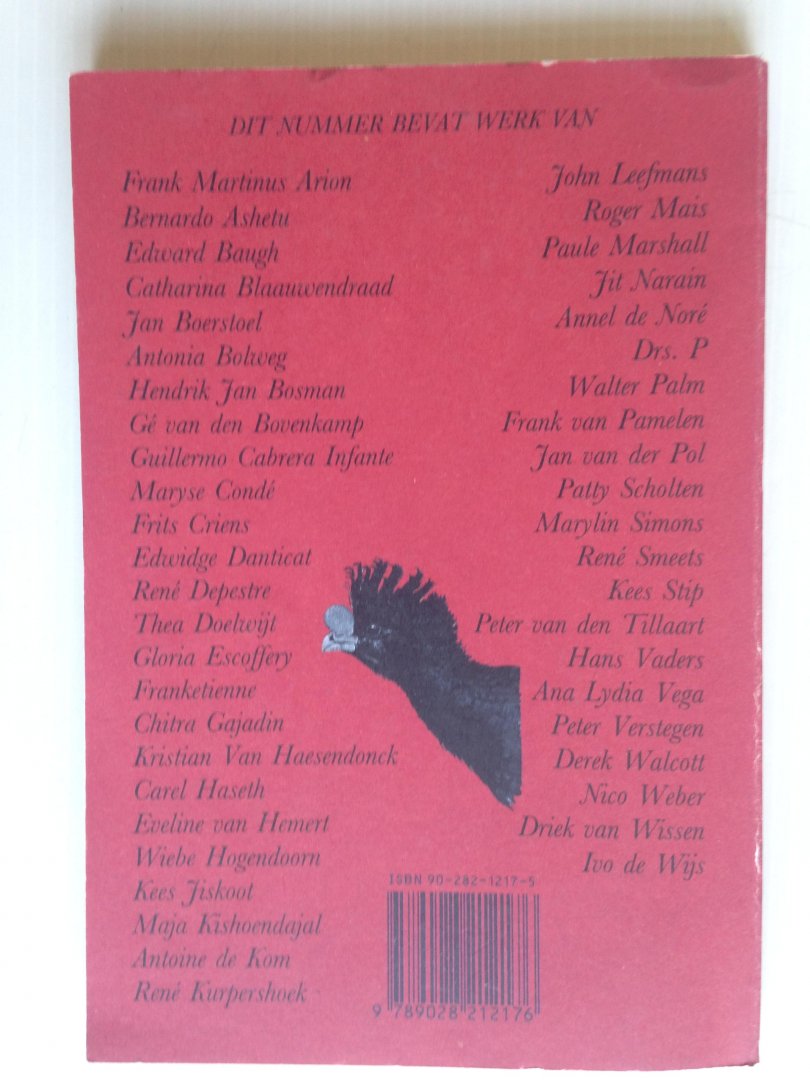 DIT NUMMER BEVAT WERK VAN
Frank Martinus Arion
Bernardo Ashetu
Edward Baugh
Catharina Blaauwendraad
Jan Boerstoel
Antonia Bolweg
Hendrik Jan Bosman
Gé van den Bovenkamp
Guillermo Cabrera Infante
Maryse Condé
Frits Criens
Edwidge Danticat
René Depestre
Thea Doelwijt
Gloria Escoffery
Franketienne
Chitra Gajadin
Kristian Van Haesendonck
Carel Haseth
Eveline van Hemert
Wiebe Hogendoorn
Kees Jiskoot
Maja Kishoendajal
Antoine de Kom
René Kurpershoek
John Leefmans
Roger Mais
Paule Marshall
Jit Narain
Annel de Noré
Drs. P
Walter Palm
Frank van Pamelen
Jan van der Pol
Patty Scholten
Marylin Simons
René Smeets
Kees Stip
Peter van den Tillaart
Hans Vaders
Ana Lydia Vega
Peter Verstegen
Derek Walcott
Nico Weber
Driek van Wissen
Ivo de Wijs
ISBN 90-282-1217-5
9 789028 212176